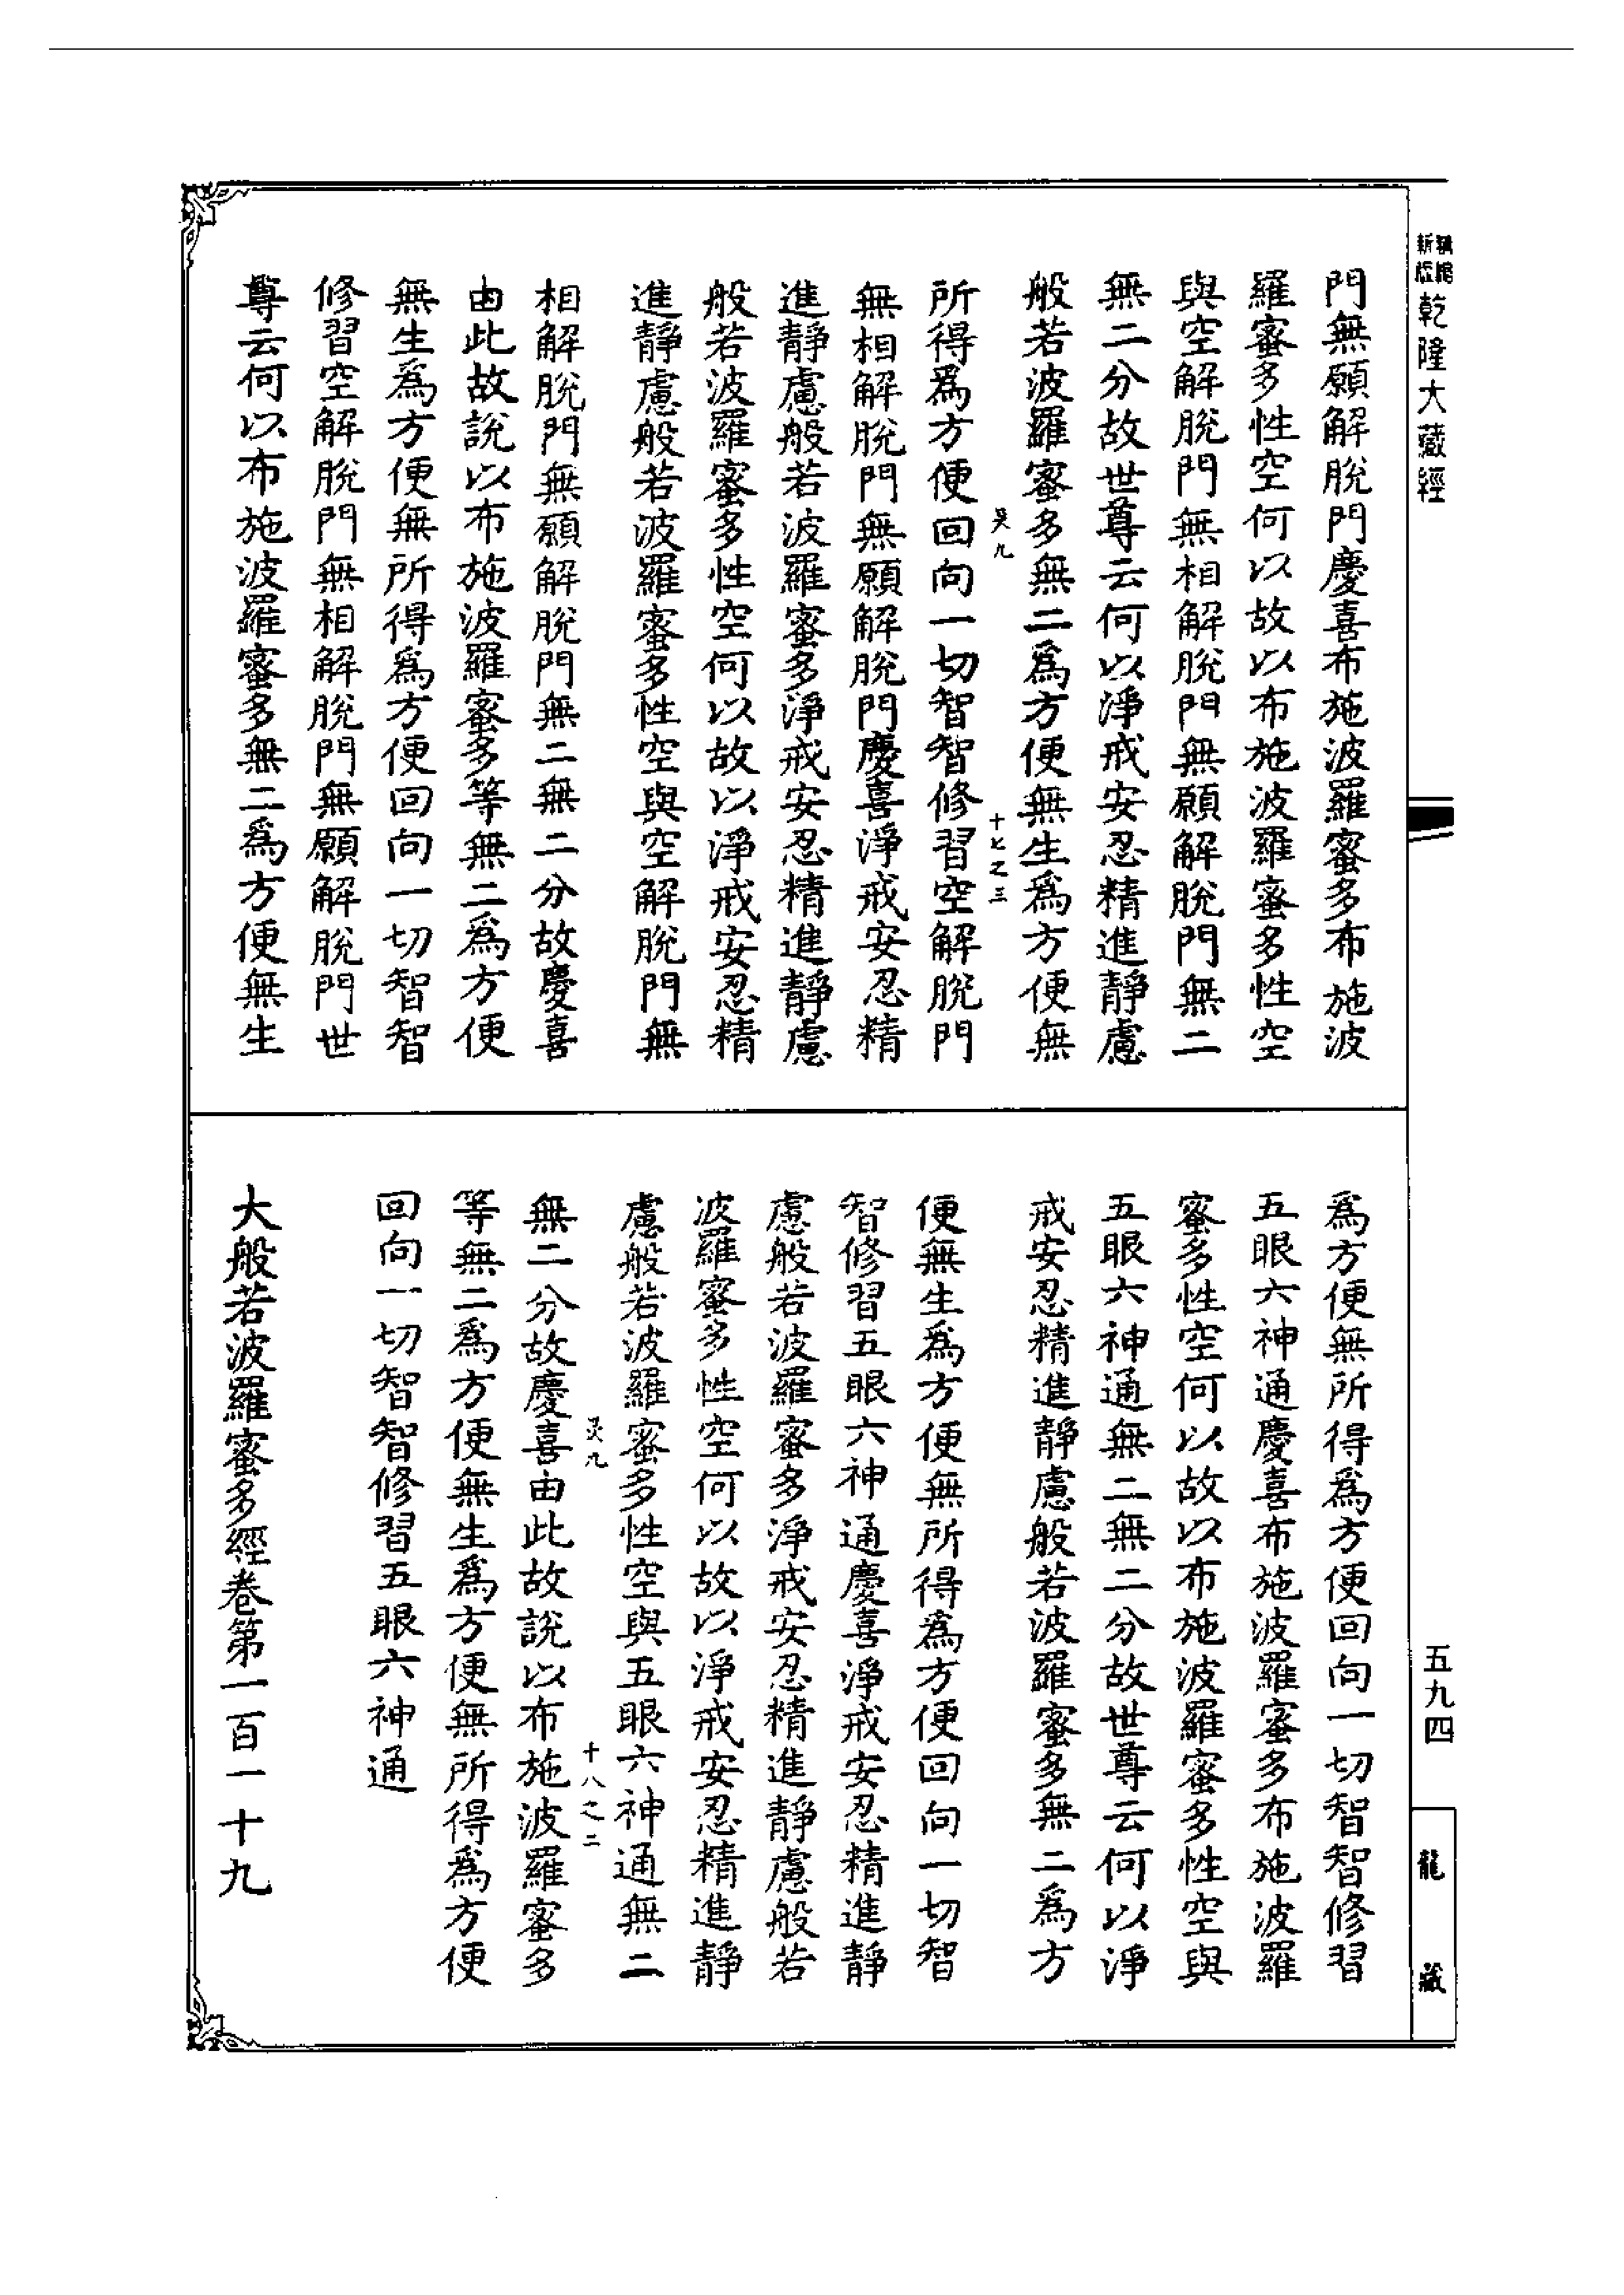 乾隆大藏經
門無願解脫門慶喜布施波羅蜜多布施波
羅蜜多性空何以故以布施波羅蜜多性空
與空解脫門無相解脫門無願解脫門無二
無二分故世尊云何以淨戒安忍精進靜慮
般若波羅蜜多無二爲方便無生爲方便無
十七之三
所得爲方便回向一切智智修習空解脫門
無相解脫門無願解脫門慶喜淨戒安忍精
進靜慮般若波羅蜜多淨戒安忍精進靜慮
般若波羅蜜多性空何以故以淨戒安忍精
進靜慮般若波羅蜜多性空與空解脫門無
相解脫門無願解脫門無二無二分故慶喜
由此故說以布施波羅蜜多等無二爲方便
無生爲方便無所得爲方便回向一切智智
修習空解脫門無相解脫門無願解脫門世
尊云何以布施波羅蜜多無二爲方便無生
五九四
龍藏
爲方便無所得爲方便回向一切智智修習
五眼六神通慶喜布施波羅蜜多布施波羅
蜜多性空何以故以布施波羅蜜多性空與
五眼六神通無二無二分故世尊云何以淨
戒安忍精進靜慮般若波羅蜜多無二爲方
便無生爲方便無所得爲方便回向一切智
智修習五眼六神通慶喜淨戒安忍精進靜
慮般若波羅蜜多淨戒安忍精進靜慮般若
波羅蜜多性空何以故以淨戒安忍精進靜
慮般若波羅蜜多性空與五眼六神通無二
十八之二
無二分故慶喜由此故說以布施波羅蜜多
等無二爲方便無生爲方便無所得爲方便
回向一切智智修習五眼六神通
大般若波羅蜜多經卷第一百一十九